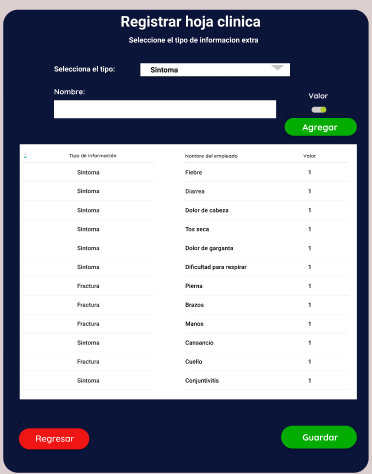 Registrar hoja clinica
Seleccione el tipo de informacion extra
Selecciona el tipo: Sintoma
Nombre:
Valor
Agregar
Tipo de Información Nombre del empleado Valor
Sintoma Fiebre 1
Sintoma Diarrea 1
Sintoma Dolor de cabeza 1
Sintoma Tos seca 1
Sintoma Dolor de garganta 1
Sintoma Dificultad para respirar 1
Fractura Pierna 1
Fractura Brazos 1
Fractura Manos 1
Sintoma Cansancio 1
Fractura Cuello 1
Sintoma Conjuntivitis 1
Regresar Guardar